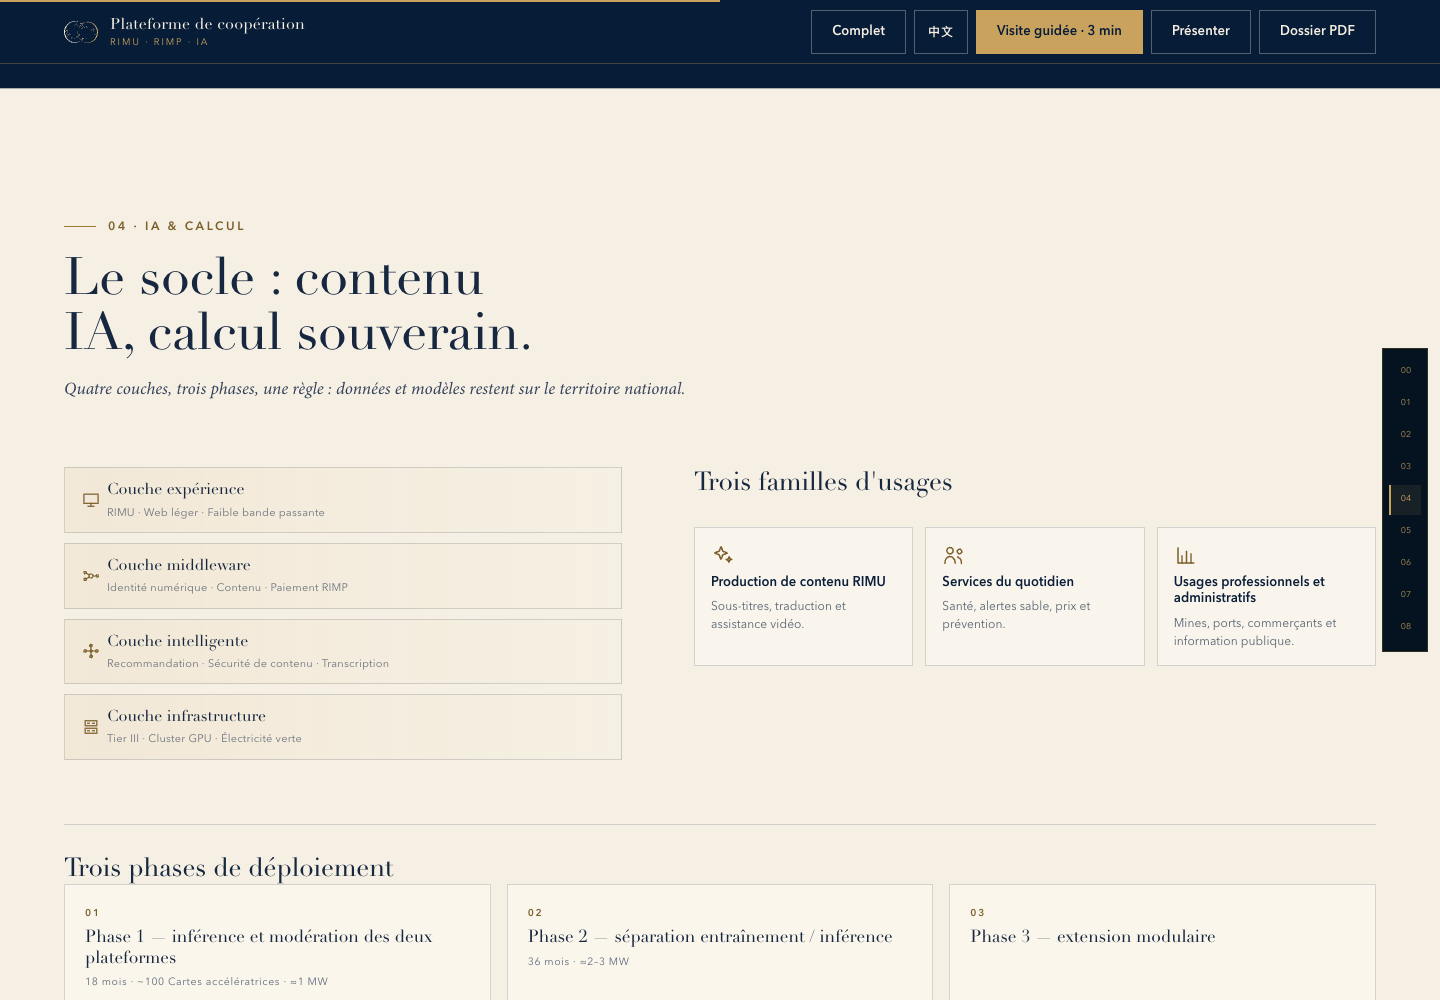 Plateforme de coopération
RIMU · RIMP · IA
Complet
中文
Visite guidée · 3 min
Présenter
Dossier PDF
04 · IA & CALCUL
Le socle : contenu
IA, calcul souverain.
Quatre couches, trois phases, une règle : données et modèles restent sur le territoire national.
Couche expérience
RIMU · Web léger · Faible bande passante
Couche middleware
Identité numérique · Contenu · Paiement RIMP
Couche intelligente
Recommandation · Sécurité de contenu · Transcription
Couche infrastructure
Tier III · Cluster GPU · Électricité verte
Trois familles d'usages
Production de contenu RIMU
Sous-titres, traduction et
assistance vidéo.
Services du quotidien
Santé, alertes sable, prix et
prévention.
Usages professionnels et
administratifs
Mines, ports, commerçants et
information publique.
00
01
02
03
04
05
06
07
08
Trois phases de déploiement
01
Phase 1 — inférence et modération des deux
plateformes
18 mois · ~100 Cartes accélératrices · ≈1 MW
02
Phase 2 — séparation entraînement / inférence
36 mois · ≈2–3 MW
03
Phase 3 — extension modulaire